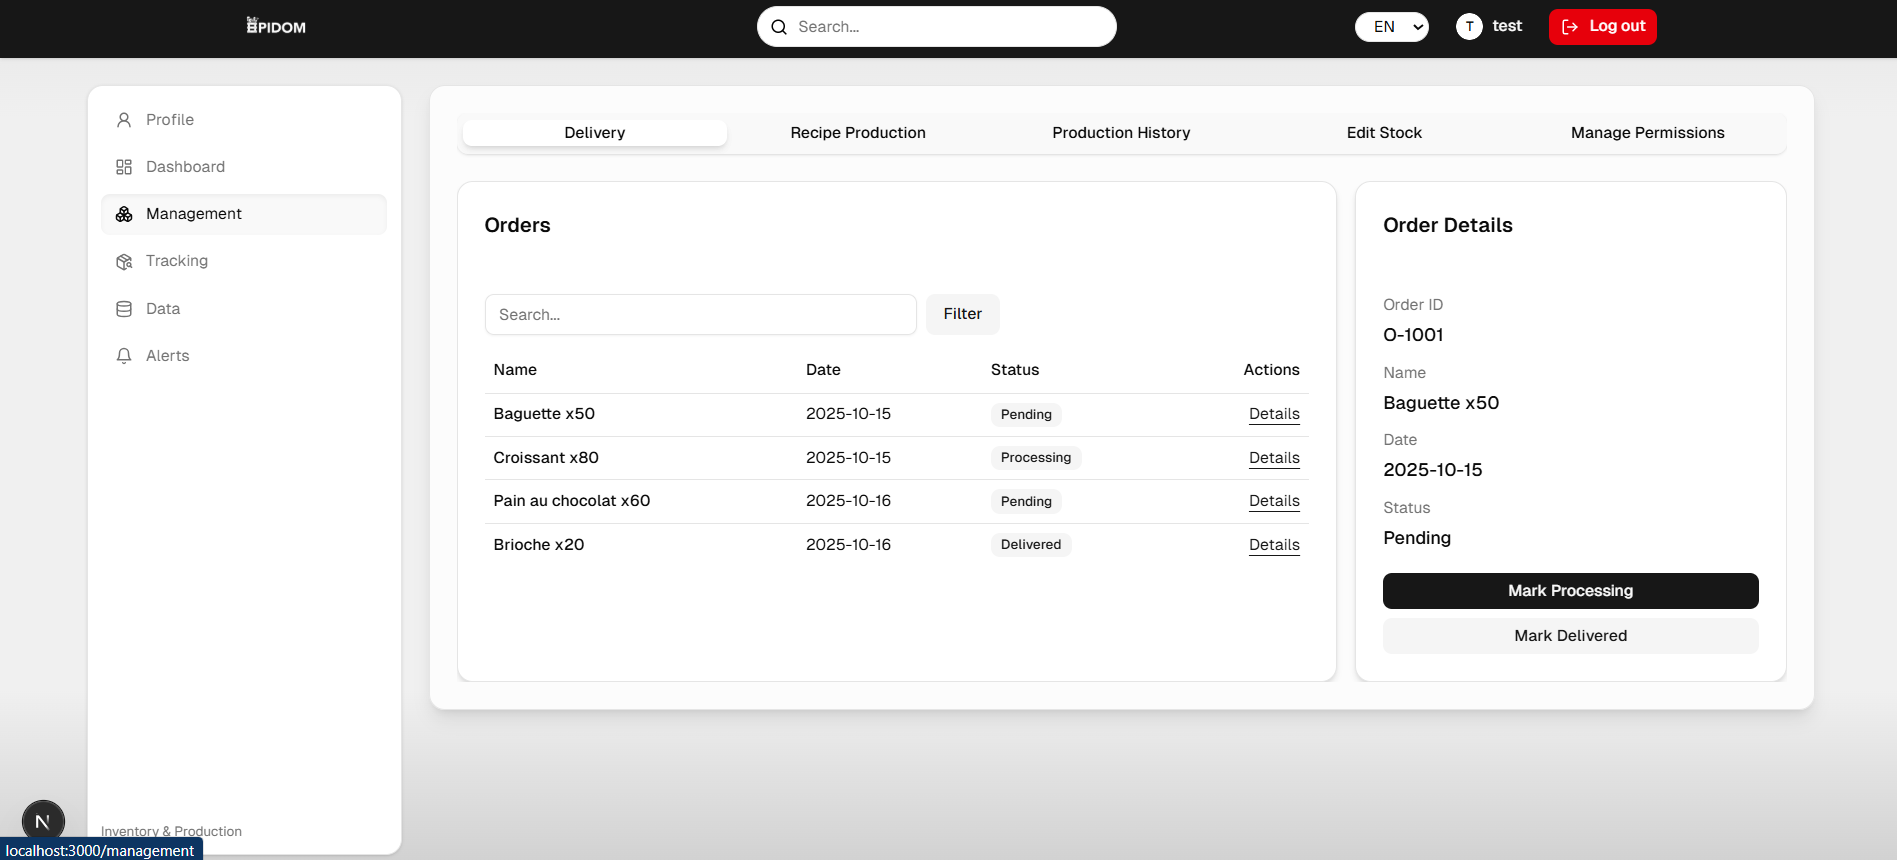 EPIDOM
Search...
EN
T
test
Log out
Profile
Dashboard
Management
Tracking
Data
Alerts
Inventory & Production
N
localhost:3000/management
Delivery
Recipe Production
Production History
Edit Stock
Manage Permissions
Orders
Search...
Filter
Name Date Status Actions
Baguette x50 2025-10-15 Pending Details
Croissant x80 2025-10-15 Processing Details
Pain au chocolat x60 2025-10-16 Pending Details
Brioche x20 2025-10-16 Delivered Details
Order Details
Order ID
O-1001
Name
Baguette x50
Date
2025-10-15
Status
Pending
Mark Processing
Mark Delivered